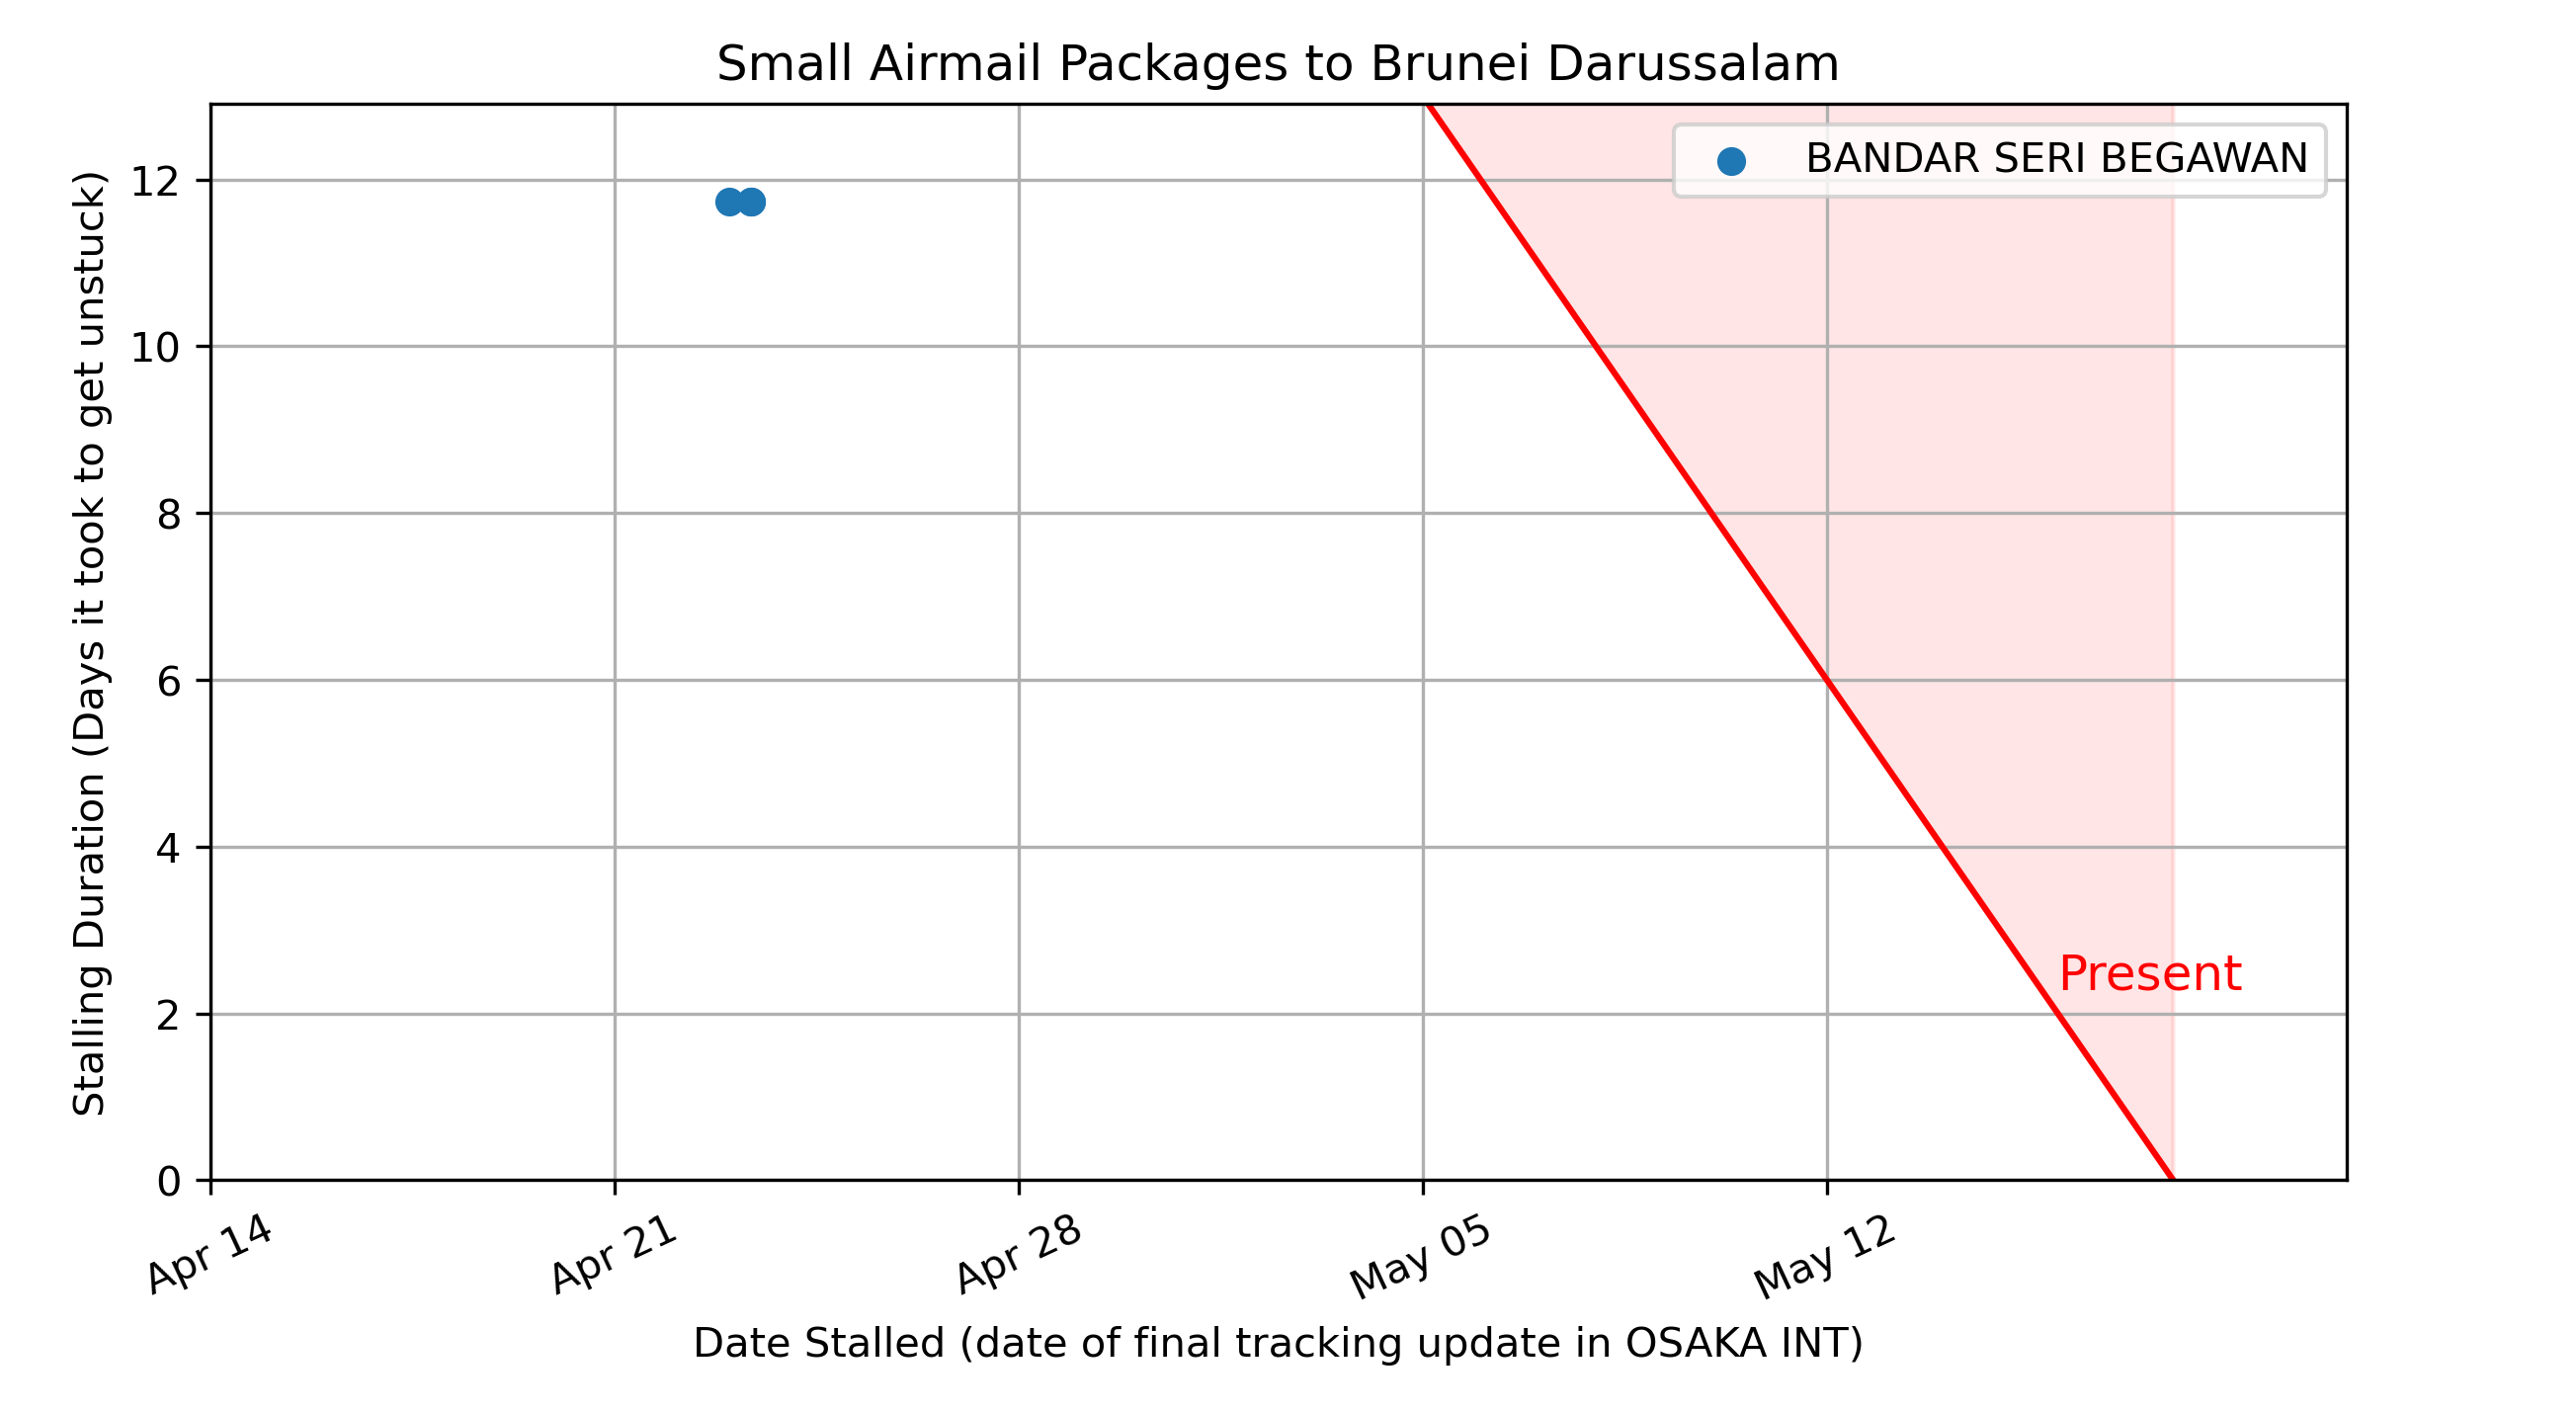 Small Airmail Packages to Brunei Darussalam
BANDAR SERI BEGAWAN
Stalling Duration (Days it took to get unstuck)
12
10
8
6
4
2
0
Present
Apr 14
Apr 21
Apr 28
May 05
May 12
Date Stalled (date of final tracking update in OSAKA INT)